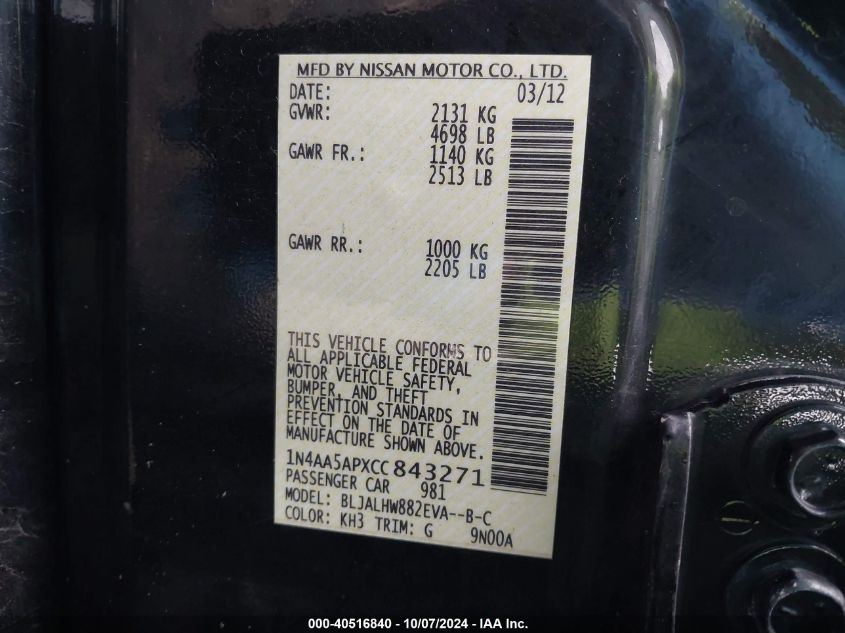 MFD BY NISSAN MOTOR CO., LTD.
DATE: 03/12
GVWR: 2131 KG
4698 LB
GAWR FR.: 1140 KG
2513 LB
GAWR RR.: 1000 KG
2205 LB
THIS VEHICLE CONFORMS TO
ALL APPLICABLE FEDERAL
MOTOR VEHICLE SAFETY,
BUMPER, AND THEFT
PREVENTION STANDARDS IN
EFFECT ON THE DATE OF
MANUFACTURE SHOWN ABOVE.
1N4AA5APXCC843271
PASSENGER CAR 981
MODEL: BLJALHW882EVA--B-C
COLOR: KH3 TRIM: G 9N00A
000-40516840 - 10/07/2024 - IAA Inc.